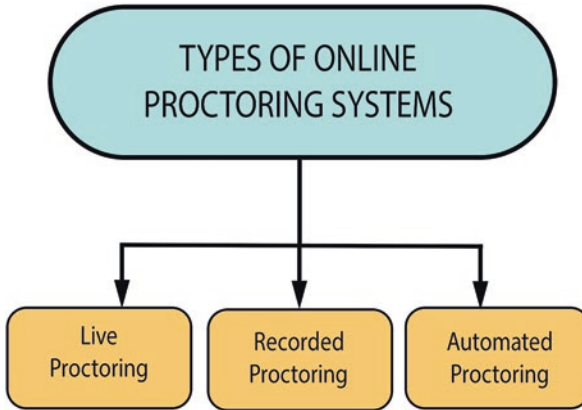 TYPES OF ONLINE
PROCTORING SYSTEMS
Live
Proctoring
Recorded
Proctoring
Automated
Proctoring